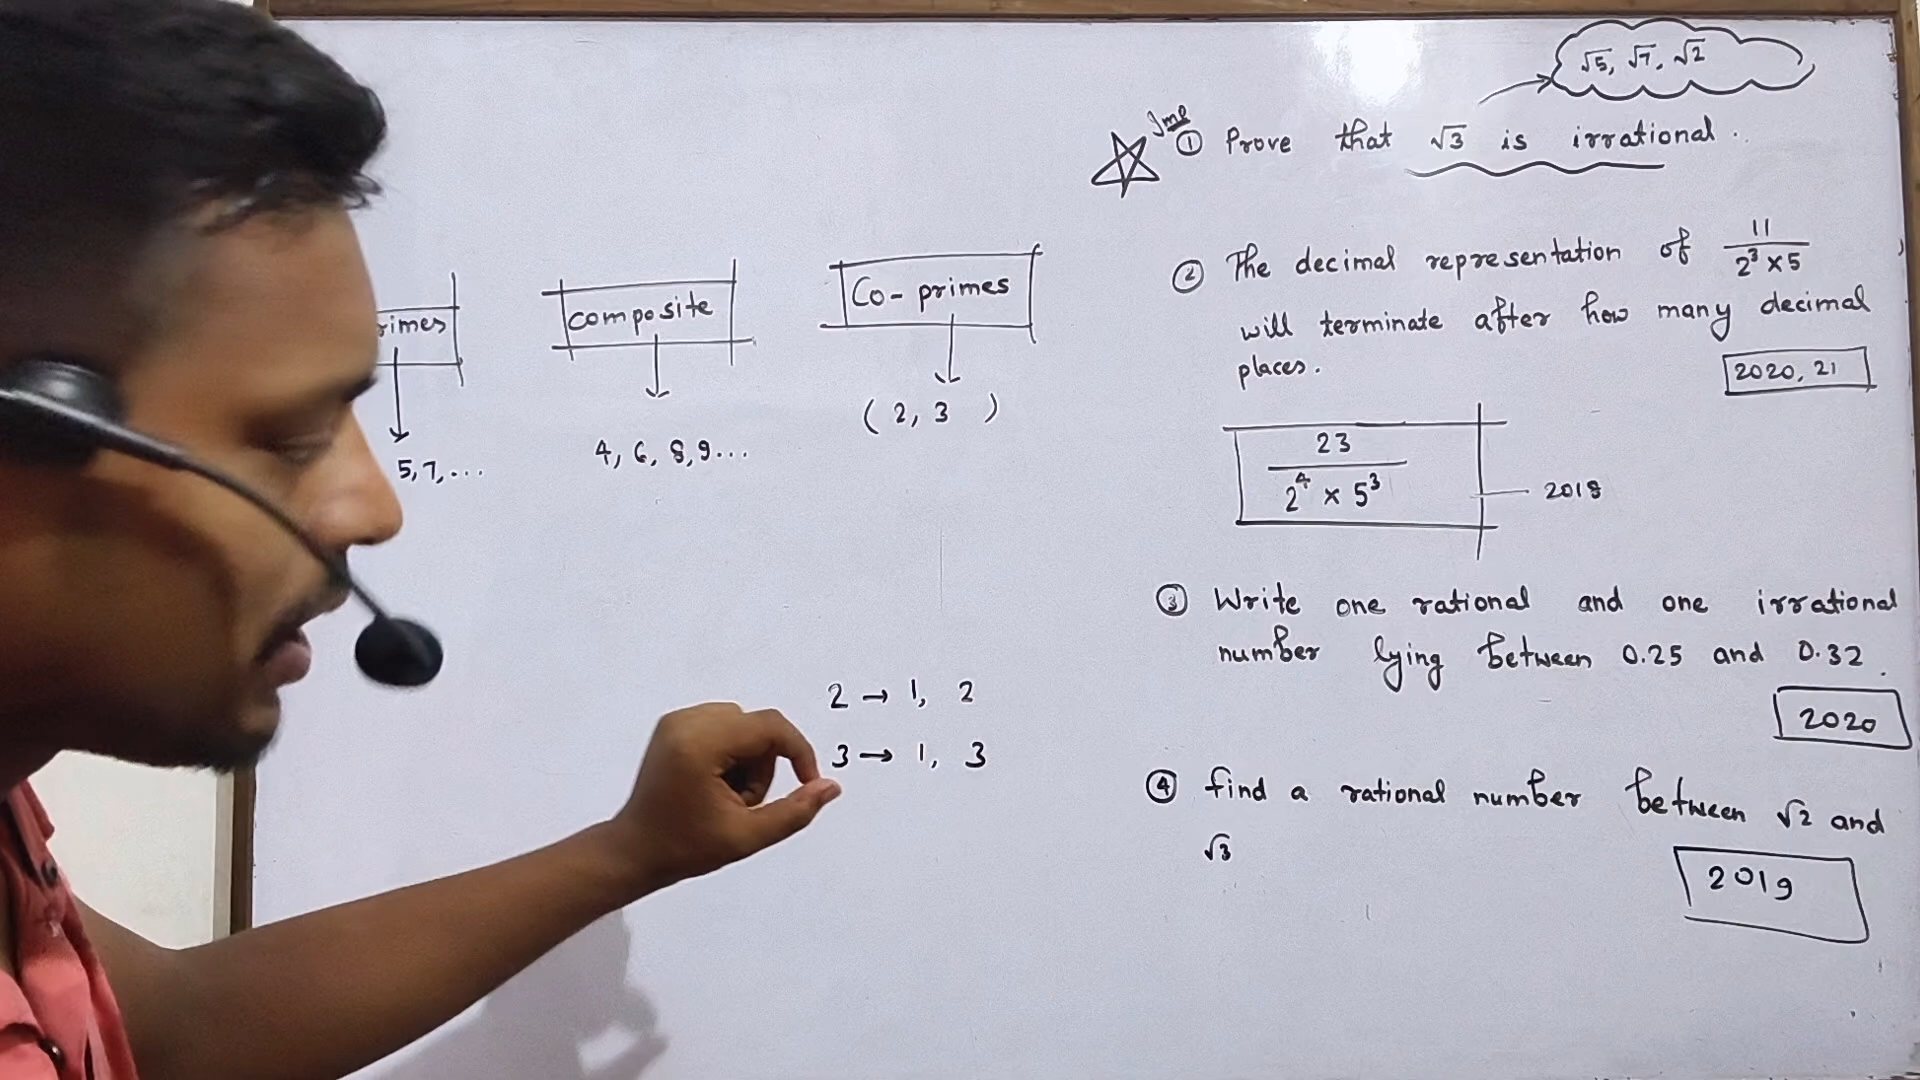 √5, √7, √2
Imp
① Prove that √3 is irrational.
② The decimal representation of 11 / 2³ × 5
will terminate after how many decimal
places.
2020, 21
23 / 2⁴ × 5³
2018
③ Write one rational and one irrational
number lying between 0.25 and 0.32.
2020
④ find a rational number between √2 and
√3
2019
rimes
5, 7, ...
composite
4, 6, 8, 9...
Co-primes
( 2, 3 )
2 → 1, 2
3 → 1, 3